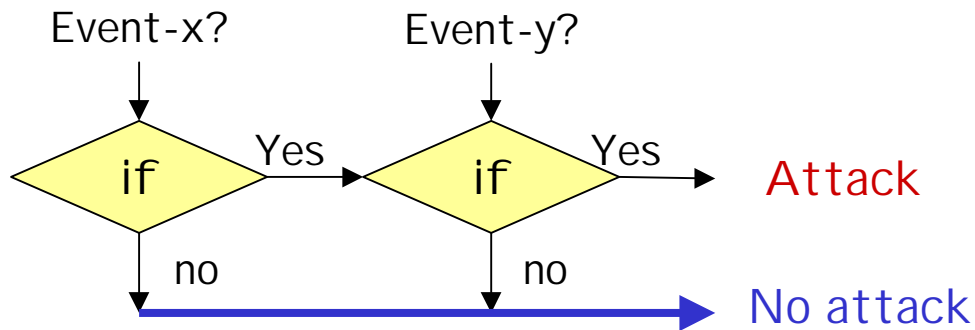 Event-x? Event-y?
if Yes if Yes Attack
no no
No attack